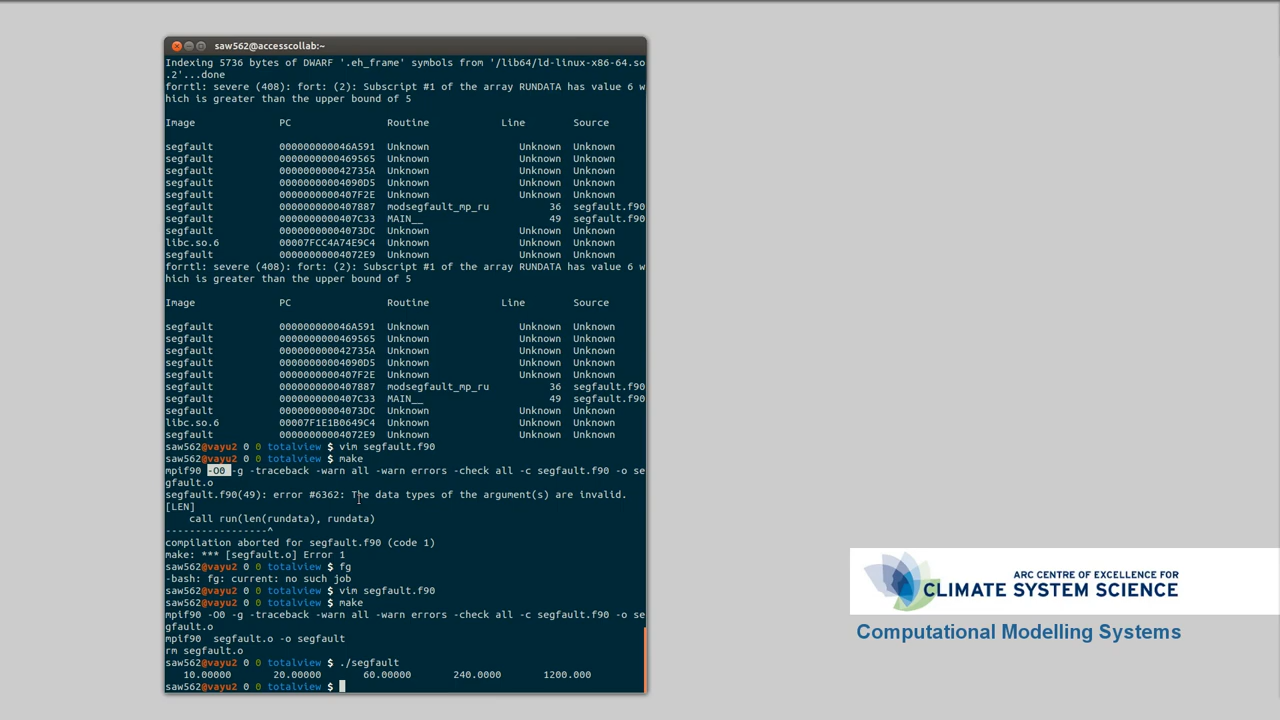 saw562@accesscollab:~
Indexing 5736 bytes of DWARF '.eh_frame' symbols from '/lib64/ld-linux-x86-64.so
.2'...done
forrtl: severe (408): fort: (2): Subscript #1 of the array RUNDATA has value 6 w
hich is greater than the upper bound of 5
Image PC Routine Line Source
segfault 000000000046A591 Unknown Unknown Unknown
segfault 0000000000469565 Unknown Unknown Unknown
segfault 000000000042735A Unknown Unknown Unknown
segfault 00000000004090D5 Unknown Unknown Unknown
segfault 0000000000407F2E Unknown Unknown Unknown
segfault 0000000000407887 modsegfault_mp_ru 36 segfault.f90
segfault 0000000000407C33 MAIN__ 49 segfault.f90
segfault 00000000004073DC Unknown Unknown Unknown
libc.so.6 00007FCC4A74E9C4 Unknown Unknown Unknown
segfault 00000000004072E9 Unknown Unknown Unknown
forrtl: severe (408): fort: (2): Subscript #1 of the array RUNDATA has value 6 w
hich is greater than the upper bound of 5
Image PC Routine Line Source
segfault 000000000046A591 Unknown Unknown Unknown
segfault 0000000000469565 Unknown Unknown Unknown
segfault 000000000042735A Unknown Unknown Unknown
segfault 00000000004090D5 Unknown Unknown Unknown
segfault 0000000000407F2E Unknown Unknown Unknown
segfault 0000000000407887 modsegfault_mp_ru 36 segfault.f90
segfault 0000000000407C33 MAIN__ 49 segfault.f90
segfault 00000000004073DC Unknown Unknown Unknown
libc.so.6 00007F1E1B0649C4 Unknown Unknown Unknown
segfault 00000000004072E9 Unknown Unknown Unknown
saw562@vayu2 0 0 totalview $ vim segfault.f90
saw562@vayu2 0 0 totalview $ make
mpif90 -O0 -g -traceback -warn all -warn errors -check all -c segfault.f90 -o se
gfault.o
segfault.f90(49): error #6362: The data types of the argument(s) are invalid.
[LEN]
call run(len(rundata), rundata)
-----------------^
compilation aborted for segfault.f90 (code 1)
make: *** [segfault.o] Error 1
saw562@vayu2 0 0 totalview $ fg
-bash: fg: current: no such job
saw562@vayu2 0 0 totalview $ vim segfault.f90
saw562@vayu2 0 0 totalview $ make
mpif90 -O0 -g -traceback -warn all -warn errors -check all -c segfault.f90 -o se
gfault.o
mpif90 segfault.o -o segfault
rm segfault.o
saw562@vayu2 0 0 totalview $ ./segfault
10.00000 20.00000 60.00000 240.0000 1200.000
saw562@vayu2 0 0 totalview $
ARC CENTRE OF EXCELLENCE FOR
CLIMATE SYSTEM SCIENCE
Computational Modelling Systems